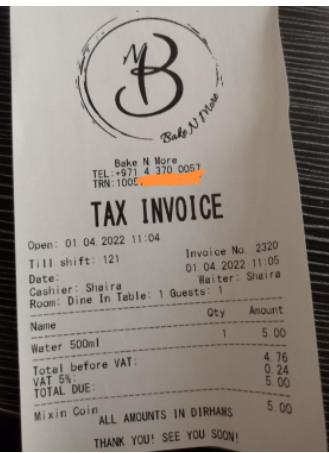 B
Bake N More
Bake N More
TEL:+971 4 370 0057
TRN:1005
TAX INVOICE
Open: 01.04.2022 11:04
Till shift: 121 Invoice No. 2320
Date: 01.04.2022 11:05
Cashier: Shaira Waiter: Shaira
Room: Dine In Table: 1 Guests: 1
Name Qty Amount
Water 500ml 1 5.00
Total before VAT: 4.76
VAT 5%: 0.24
TOTAL DUE: 5.00
Mixin Coin 5.00
ALL AMOUNTS IN DIRHAMS
THANK YOU! SEE YOU SOON!